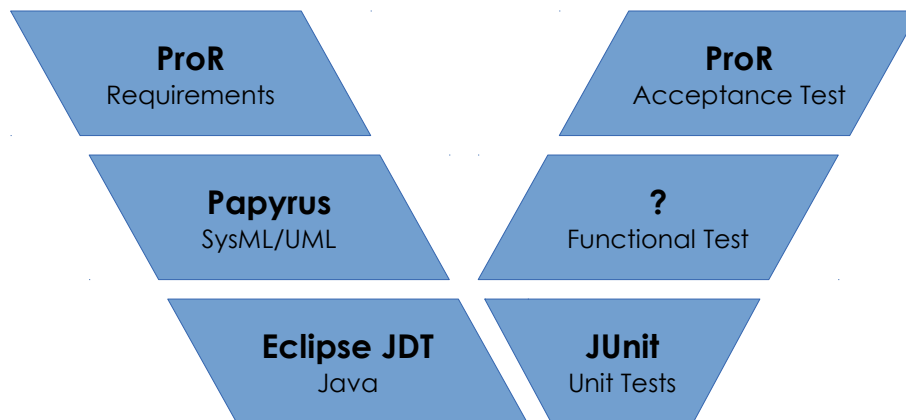 ProR
Requirements
ProR
Acceptance Test
Papyrus
SysML/UML
?
Functional Test
Eclipse JDT
Java
JUnit
Unit Tests